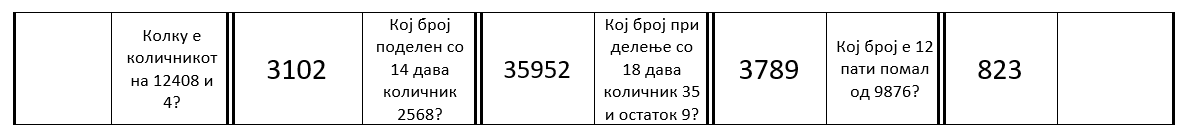 Колку е
количникот
на 12408 и
4?
3102
Кој број
поделен со
14 дава
количник
2568?
35952
Кој број при
делење со
18 дава
количник 35
и остаток 9?
3789
Кој број е 12
пати помал
од 9876?
823